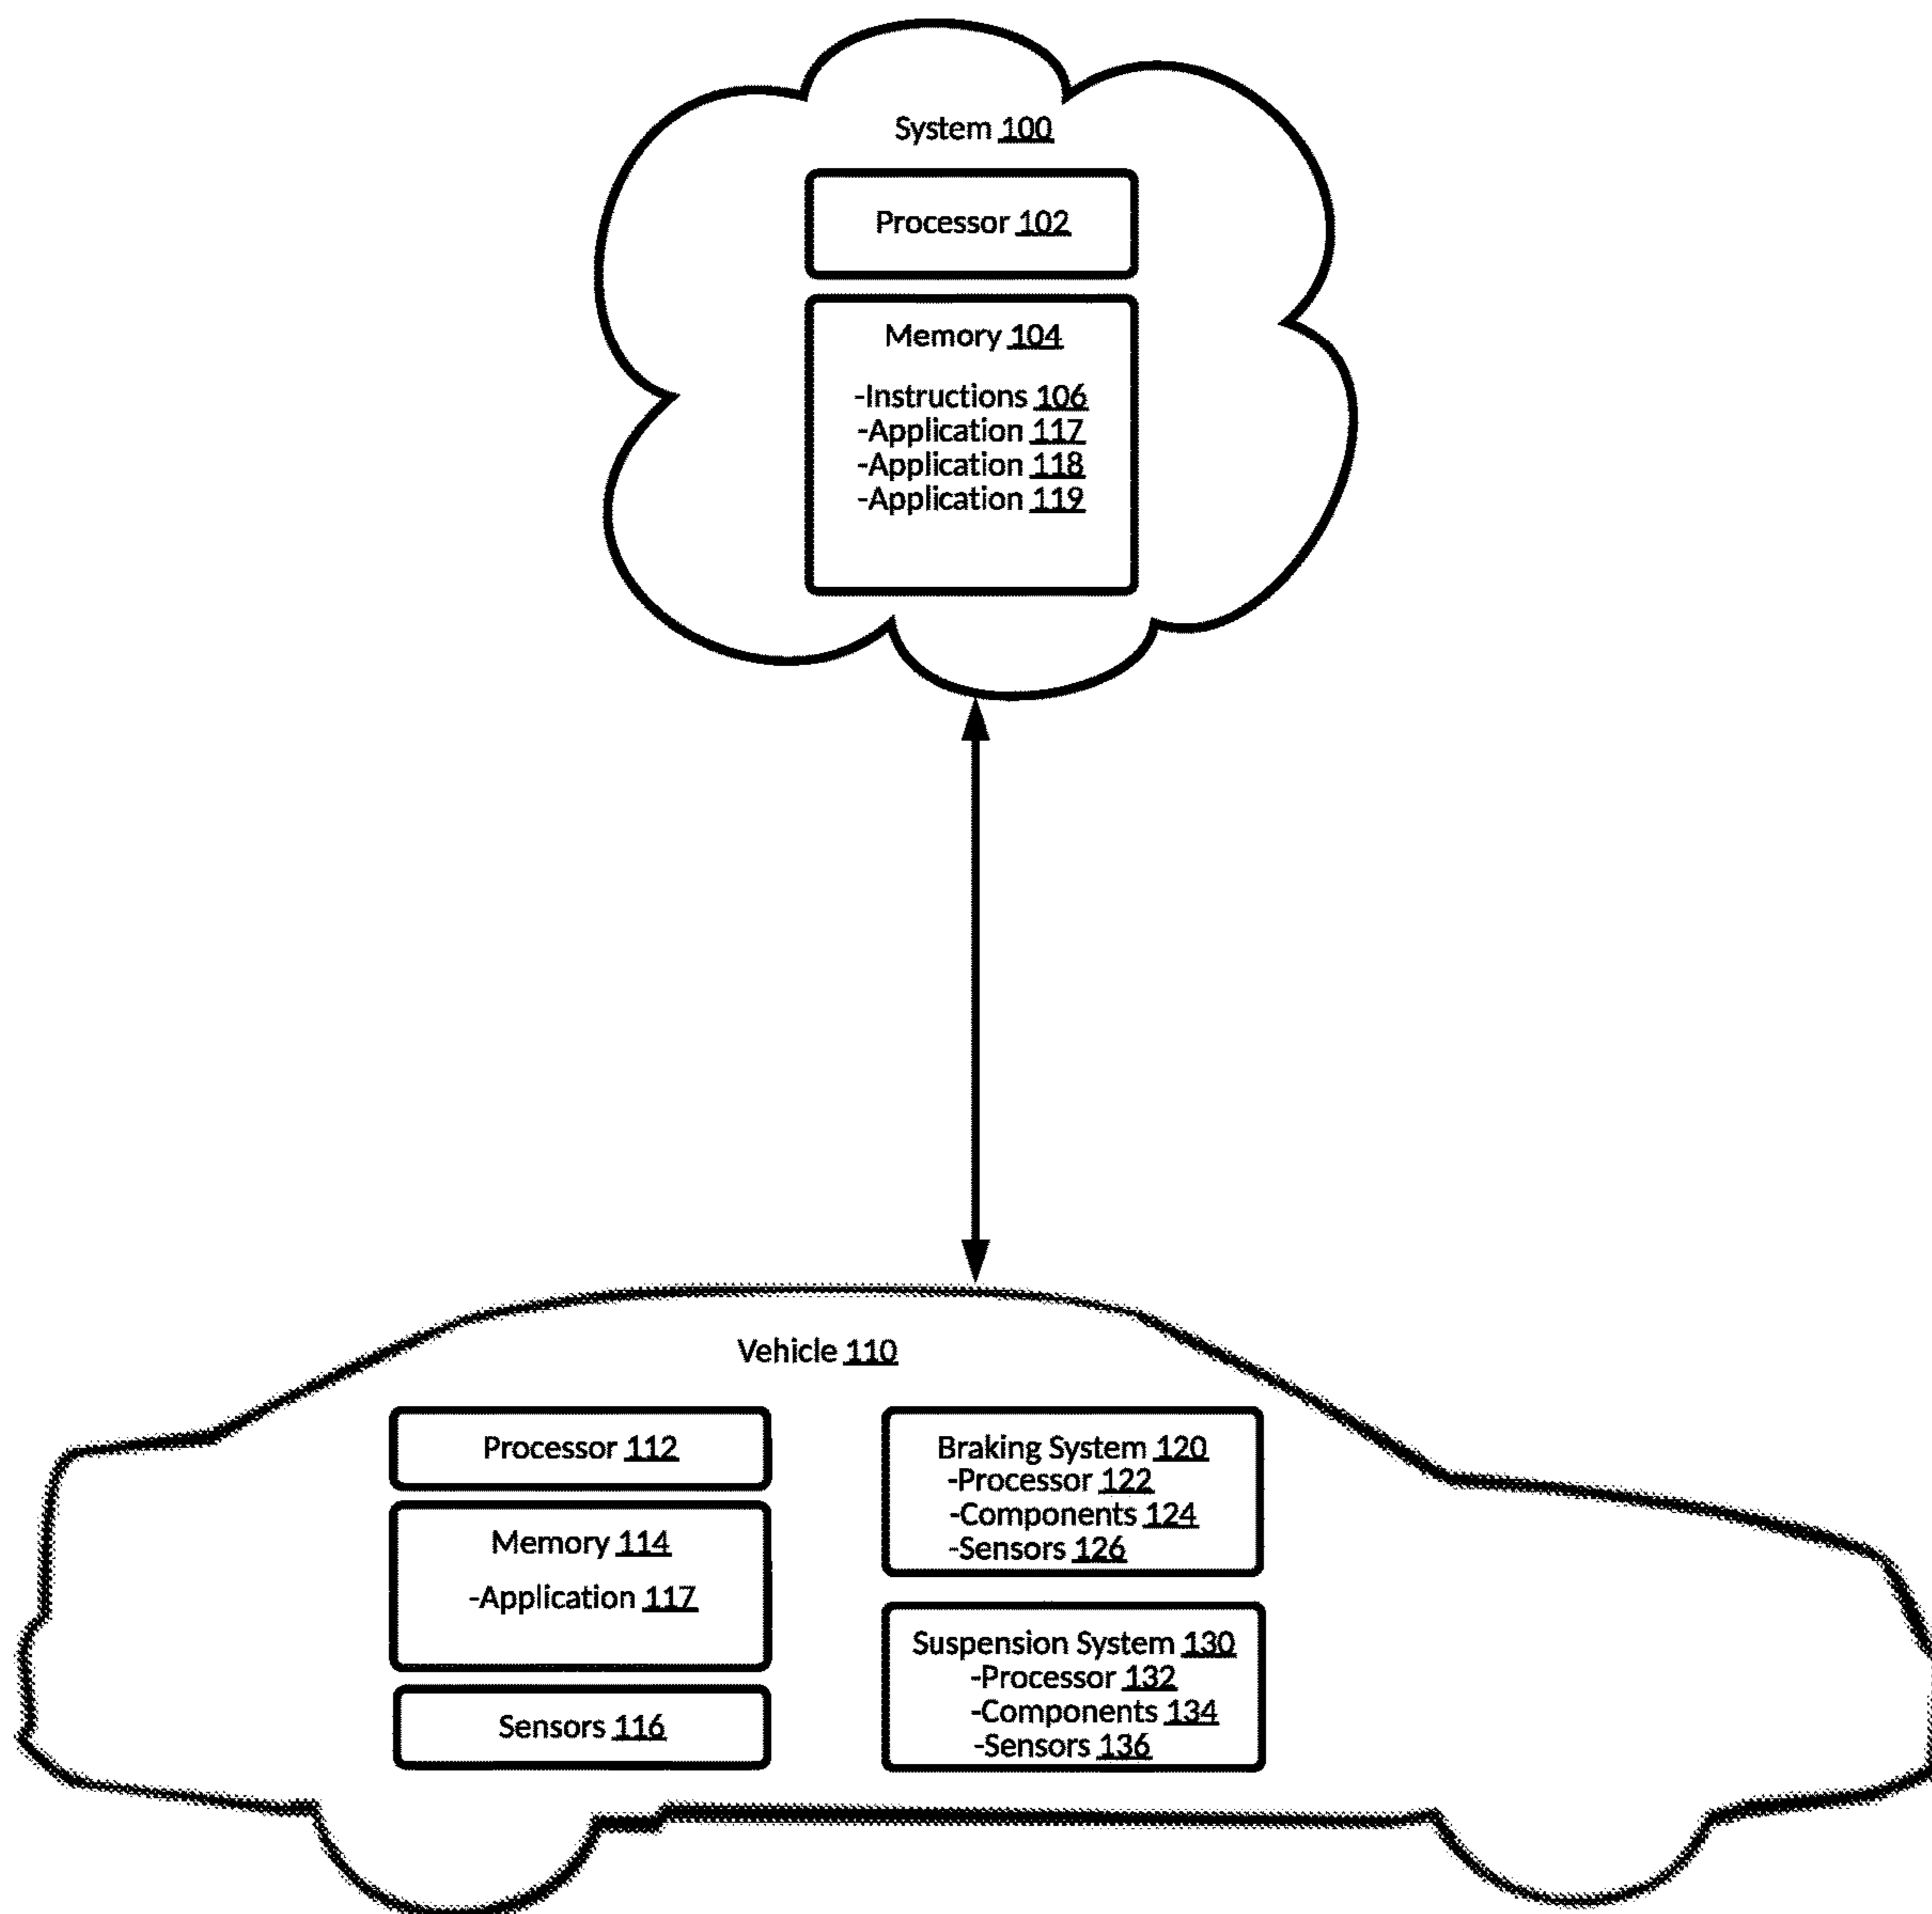 System 100
Processor 102
Memory 104
-Instructions 106
-Application 117
-Application 118
-Application 119
Vehicle 110
Processor 112
Memory 114
-Application 117
Sensors 116
Braking System 120
-Processor 122
-Components 124
-Sensors 126
Suspension System 130
-Processor 132
-Components 134
-Sensors 136